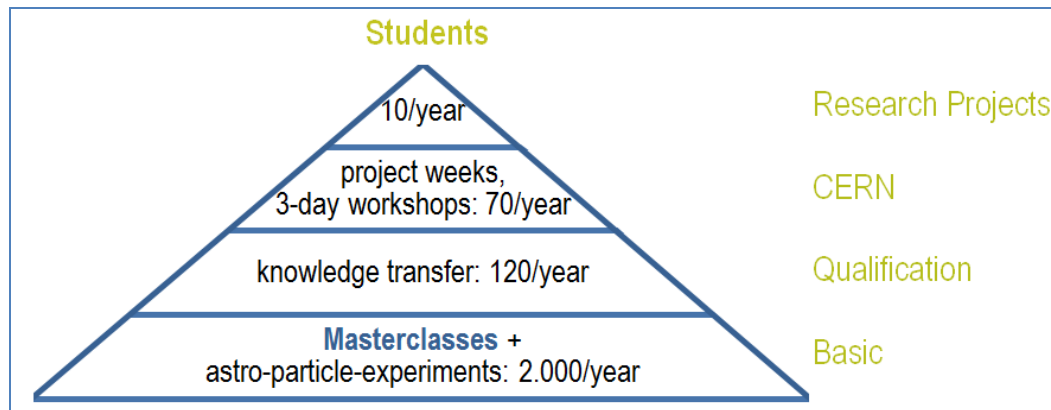 Students
10/year
Research Projects
project weeks,
3-day workshops: 70/year
CERN
knowledge transfer: 120/year
Qualification
Masterclasses +
astro-particle-experiments: 2.000/year
Basic